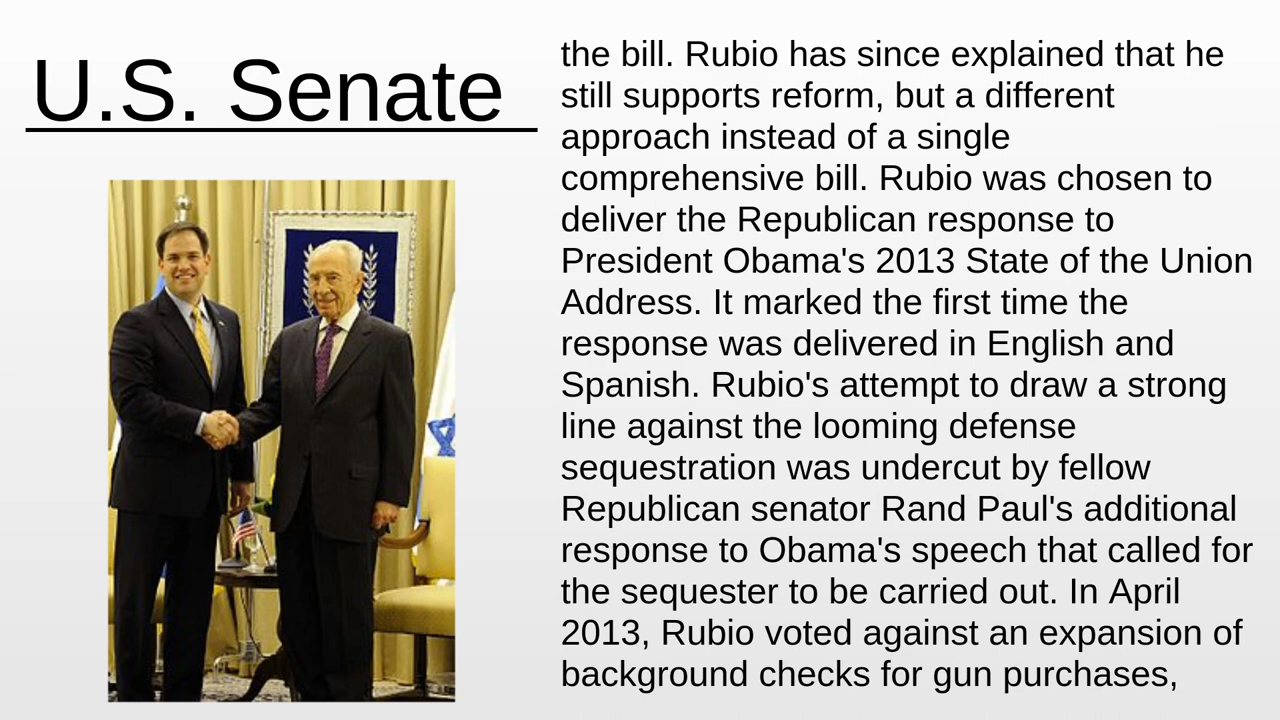 U.S. Senate
the bill. Rubio has since explained that he
still supports reform, but a different
approach instead of a single
comprehensive bill. Rubio was chosen to
deliver the Republican response to
President Obama's 2013 State of the Union
Address. It marked the first time the
response was delivered in English and
Spanish. Rubio's attempt to draw a strong
line against the looming defense
sequestration was undercut by fellow
Republican senator Rand Paul's additional
response to Obama's speech that called for
the sequester to be carried out. In April
2013, Rubio voted against an expansion of
background checks for gun purchases,